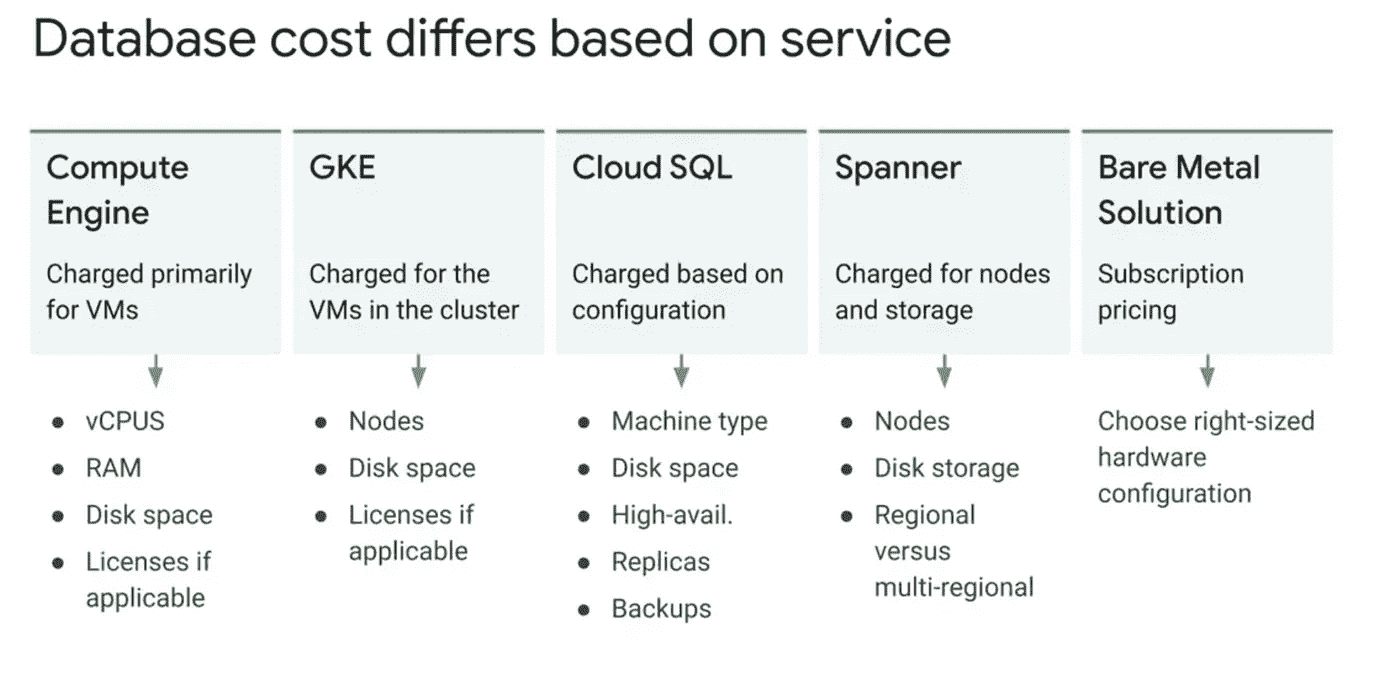 Database cost differs based on service
Compute
Engine
Charged primarily
for VMs
vCPUS
RAM
Disk space
Licenses if
applicable
GKE
Charged for the
VMs in the cluster
Nodes
Disk space
Licenses if
applicable
Cloud SQL
Charged based on
configuration
Machine type
Disk space
High-avail.
Replicas
Backups
Spanner
Charged for nodes
and storage
Nodes
Disk storage
Regional
versus
multi-regional
Bare Metal
Solution
Subscription
pricing
Choose right-sized
hardware
configuration